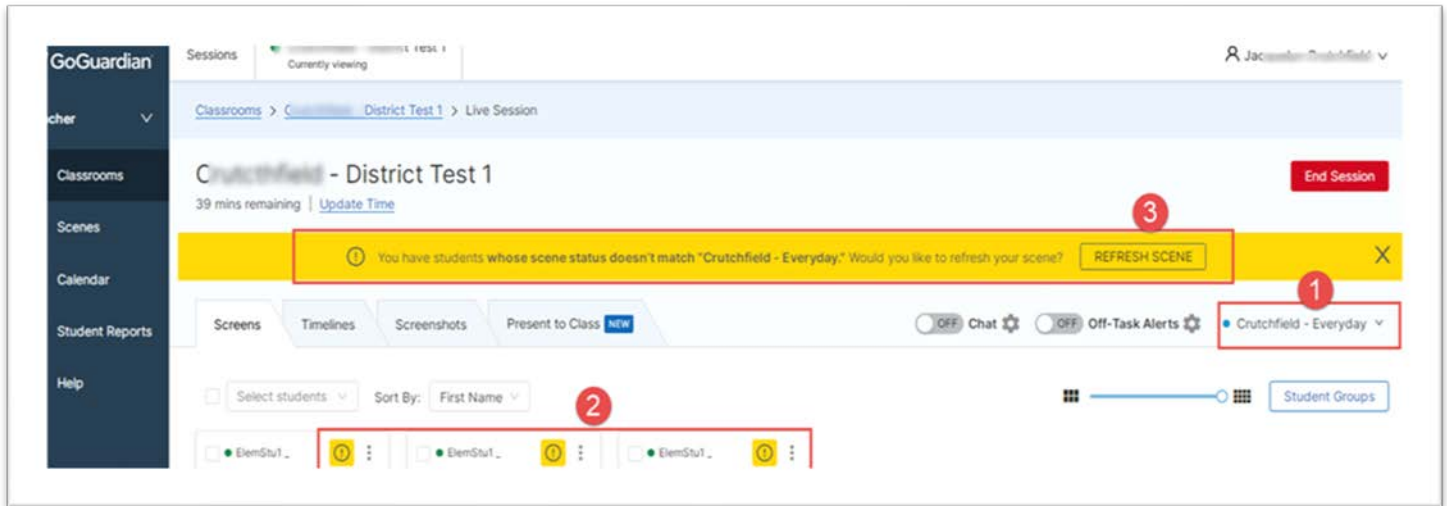 GoGuardian
Sessions
Currently viewing
Jac
cher
Classrooms > C District Test 1 > Live Session
Classrooms
C - District Test 1
End Session
39 mins remaining | Update Time
3
Scenes
You have students whose scene status doesn't match "Crutchfield - Everyday." Would you like to refresh your scene? REFRESH SCENE X
Calendar
1
Student Reports
Screens Timelines Screenshots Present to Class NEW OFF Chat OFF Off-Task Alerts Crutchfield - Everyday
Help
Select students Sort By: First Name 2 Student Groups
ElemStu1_ ElemStu1_ ElemStu1_